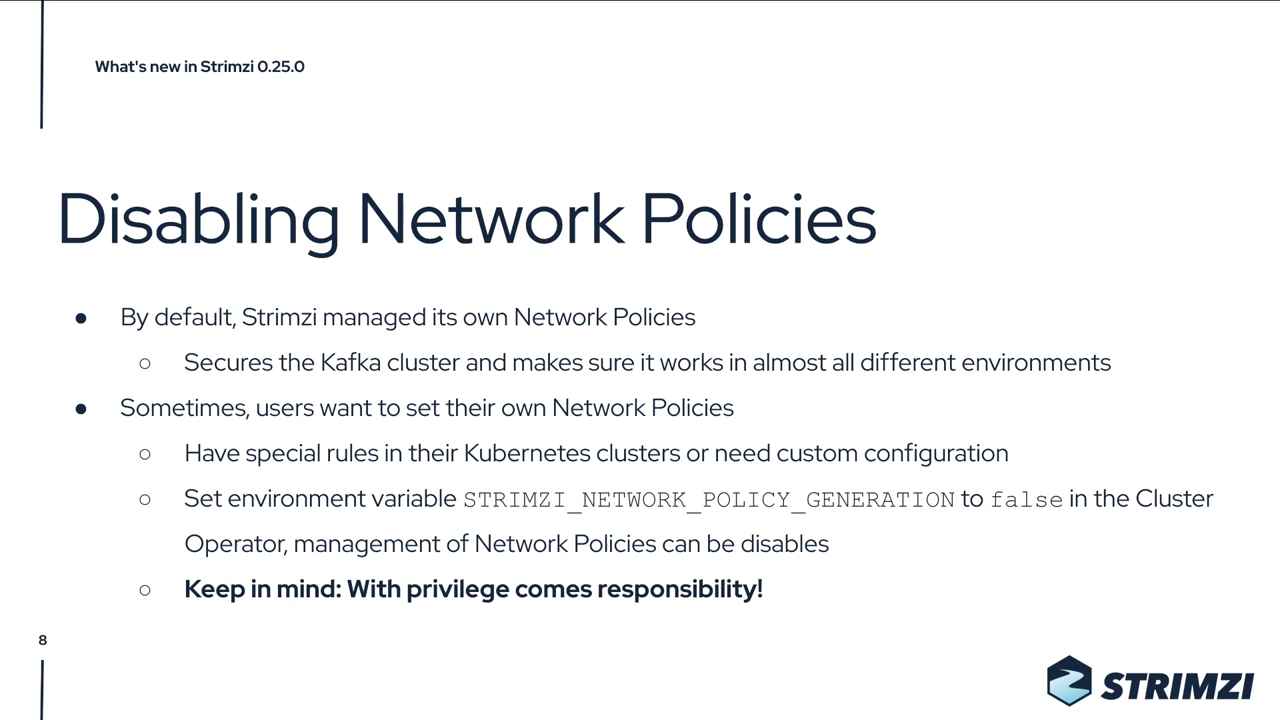 What's new in Strimzi 0.25.0
Disabling Network Policies
● By default, Strimzi managed its own Network Policies
○ Secures the Kafka cluster and makes sure it works in almost all different environments
● Sometimes, users want to set their own Network Policies
○ Have special rules in their Kubernetes clusters or need custom configuration
○ Set environment variable STRIMZI_NETWORK_POLICY_GENERATION to false in the Cluster
Operator, management of Network Policies can be disables
○ Keep in mind: With privilege comes responsibility!
8
STRIMZI